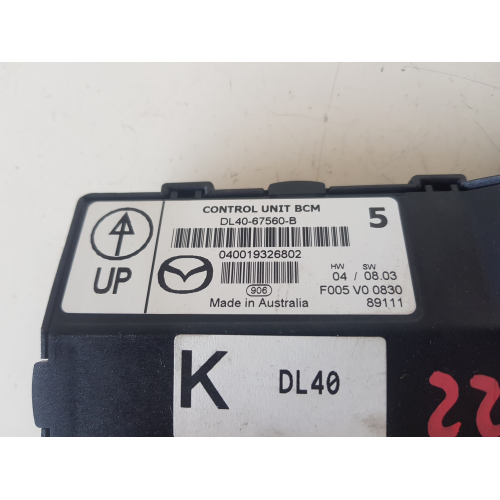 CONTROL UNIT BCM
DL40-67560-B
5
040019326802
UP
HW SW
04 / 08.03
906
F005 V0 0830
Made in Australia
89111
K
DL40
22